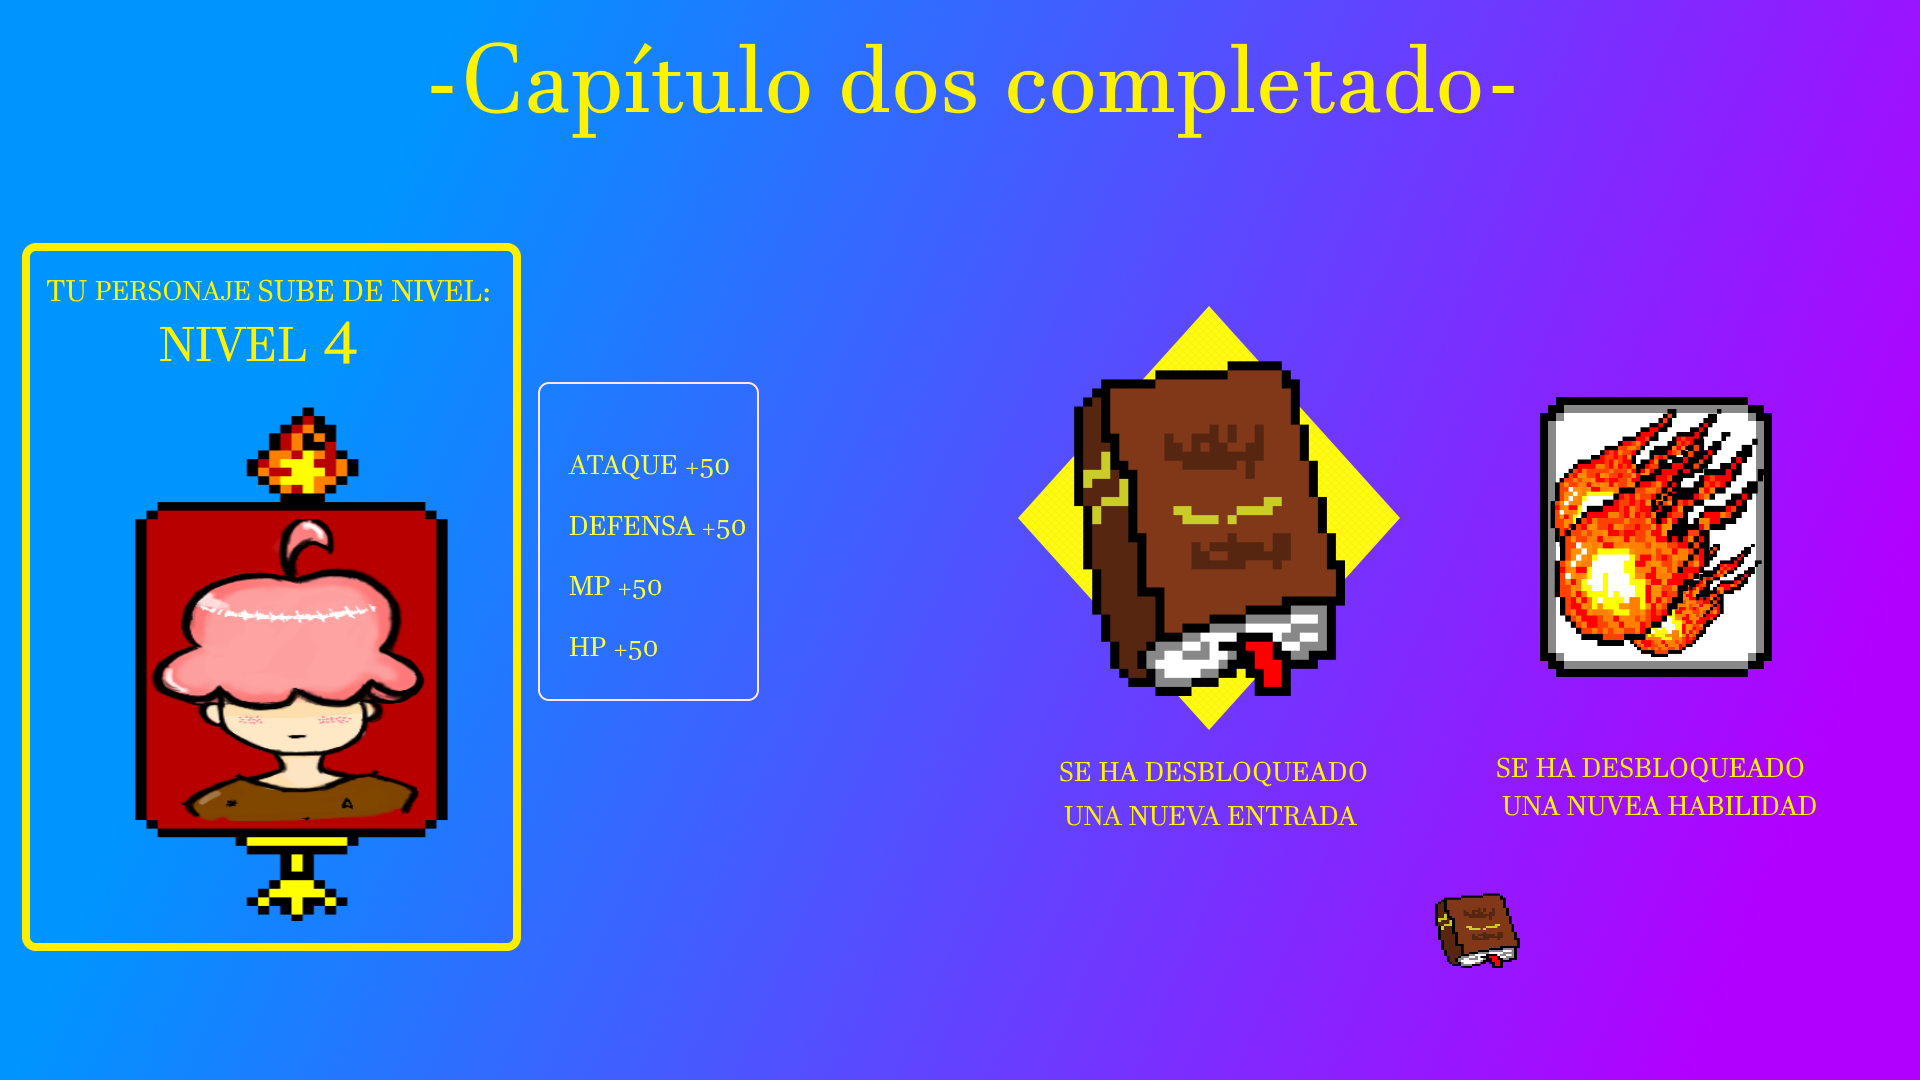 -Capítulo dos completado-
TU PERSONAJE SUBE DE NIVEL:
NIVEL 4
ATAQUE +50
DEFENSA +50
MP +50
HP +50
SE HA DESBLOQUEADO
UNA NUEVA ENTRADA
SE HA DESBLOQUEADO
UNA NUVEA HABILIDAD